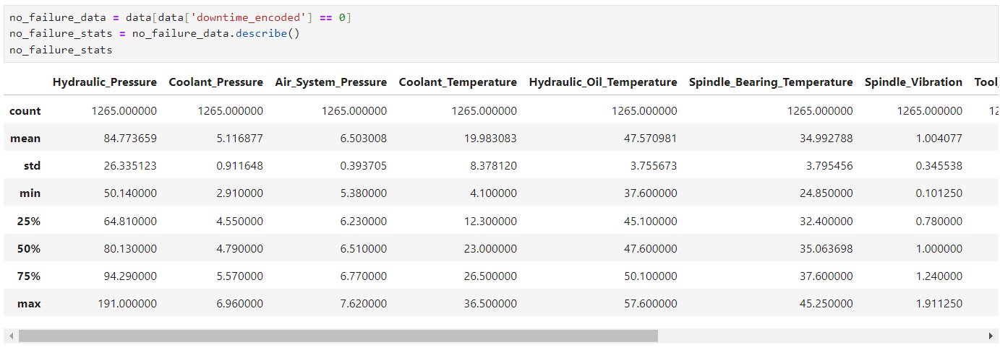 no_failure_data = data[data['downtime_encoded'] == 0]
no_failure_stats = no_failure_data.describe()
no_failure_stats
Hydraulic_Pressure Coolant_Pressure Air_System_Pressure Coolant_Temperature Hydraulic_Oil_Temperature Spindle_Bearing_Temperature Spindle_Vibration Tool_
count 1265.000000 1265.000000 1265.000000 1265.000000 1265.000000 1265.000000 1265.000000 12
mean 84.773659 5.116877 6.503008 19.983083 47.570981 34.992788 1.004077
std 26.335123 0.911648 0.393705 8.378120 3.755673 3.795456 0.345538
min 50.140000 2.910000 5.380000 4.100000 37.600000 24.850000 0.101250
25% 64.810000 4.550000 6.230000 12.300000 45.100000 32.400000 0.780000
50% 80.130000 4.790000 6.510000 23.000000 47.600000 35.063698 1.000000
75% 94.290000 5.570000 6.770000 26.500000 50.100000 37.600000 1.240000
max 191.000000 6.960000 7.620000 36.500000 57.600000 45.250000 1.911250